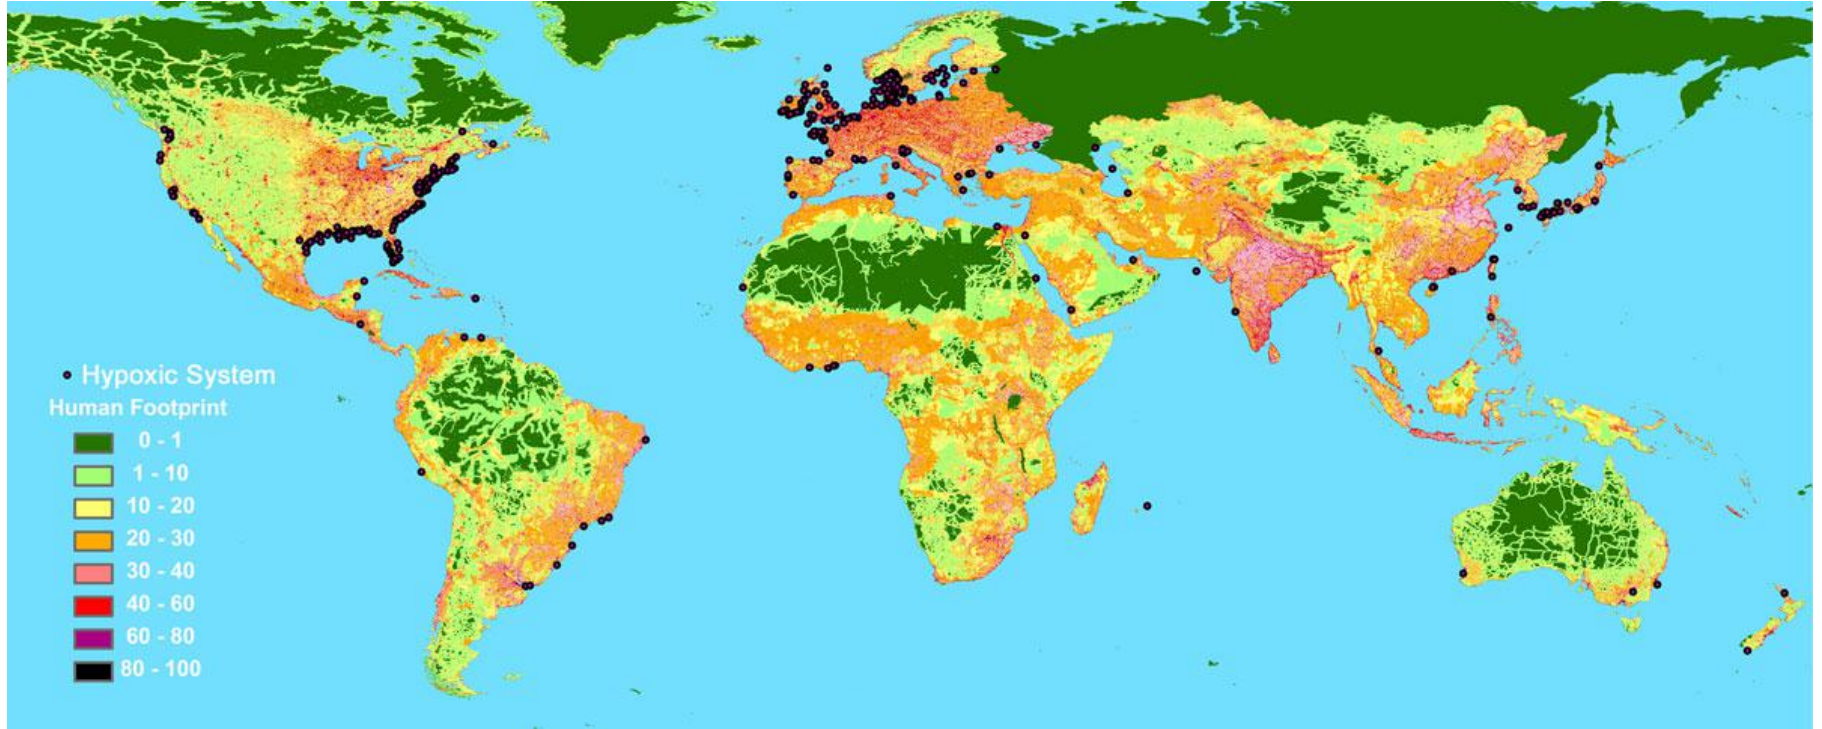 Hypoxic System
Human Footprint
0 - 1
1 - 10
10 - 20
20 - 30
30 - 40
40 - 60
60 - 80
80 - 100